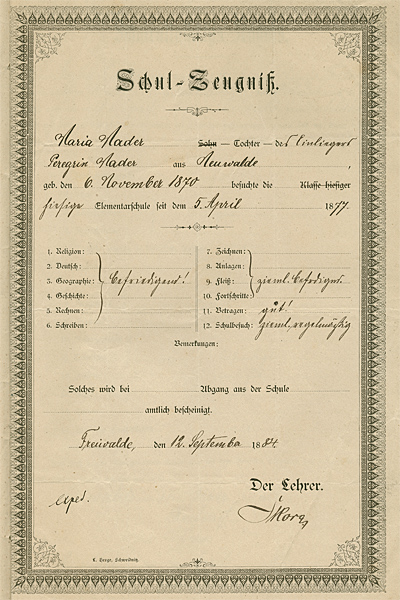 Schul-Zeugniß.
Maria Mader Sohn — Tochter — des Einliegers
Peregrin Mader aus Neuwalde,
geb. den 6. November 1870 besuchte die Klasse hiesiger
hiesige Elementarschule seit dem 5. April 1877.
1. Religion:
2. Deutsch:
3. Geographie: befriedigend!
4. Geschichte:
5. Rechnen:
6. Schreiben:
7. Zeichnen:
8. Anlagen:
9. Fleiß: zieml. befriedigend.
10. Fortschritte:
11. Betragen: gut!
12. Schulbesuch: zieml. regelmäßig
Bemerkungen:
Solches wird bei Abgang aus der Schule
amtlich bescheinigt.
Freiwalde, den 12. September 1884.
Der Lehrer.